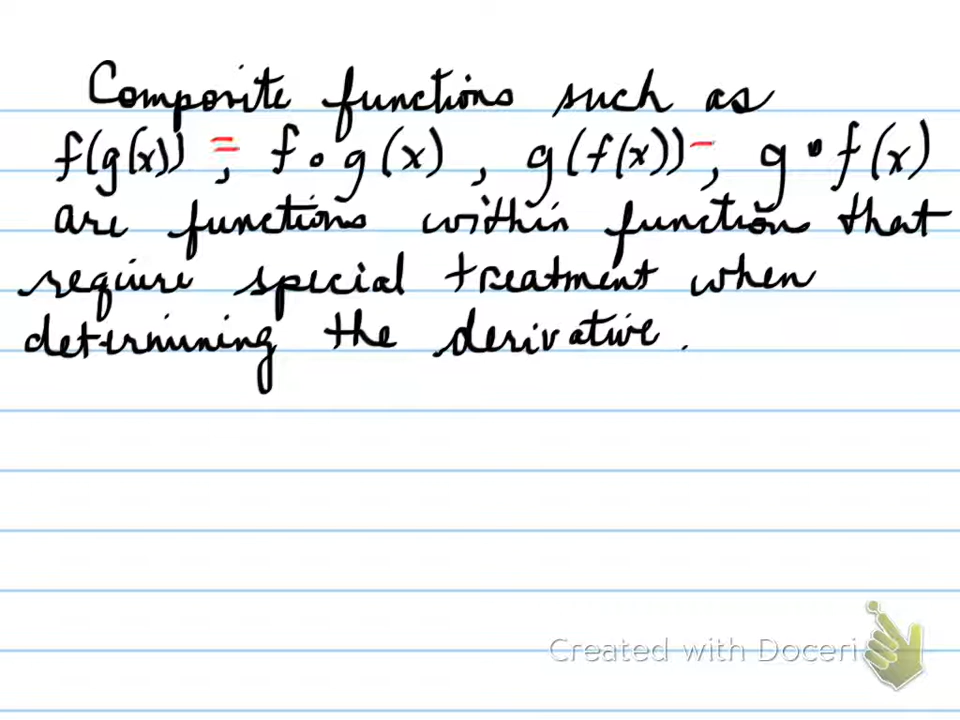 Composite functions such as
f(g(x)) =, f∘g(x), g(f(x)) -, g∘f(x)
are functions within function that
require special treatment when
determining the derivative.
Created with Doceri